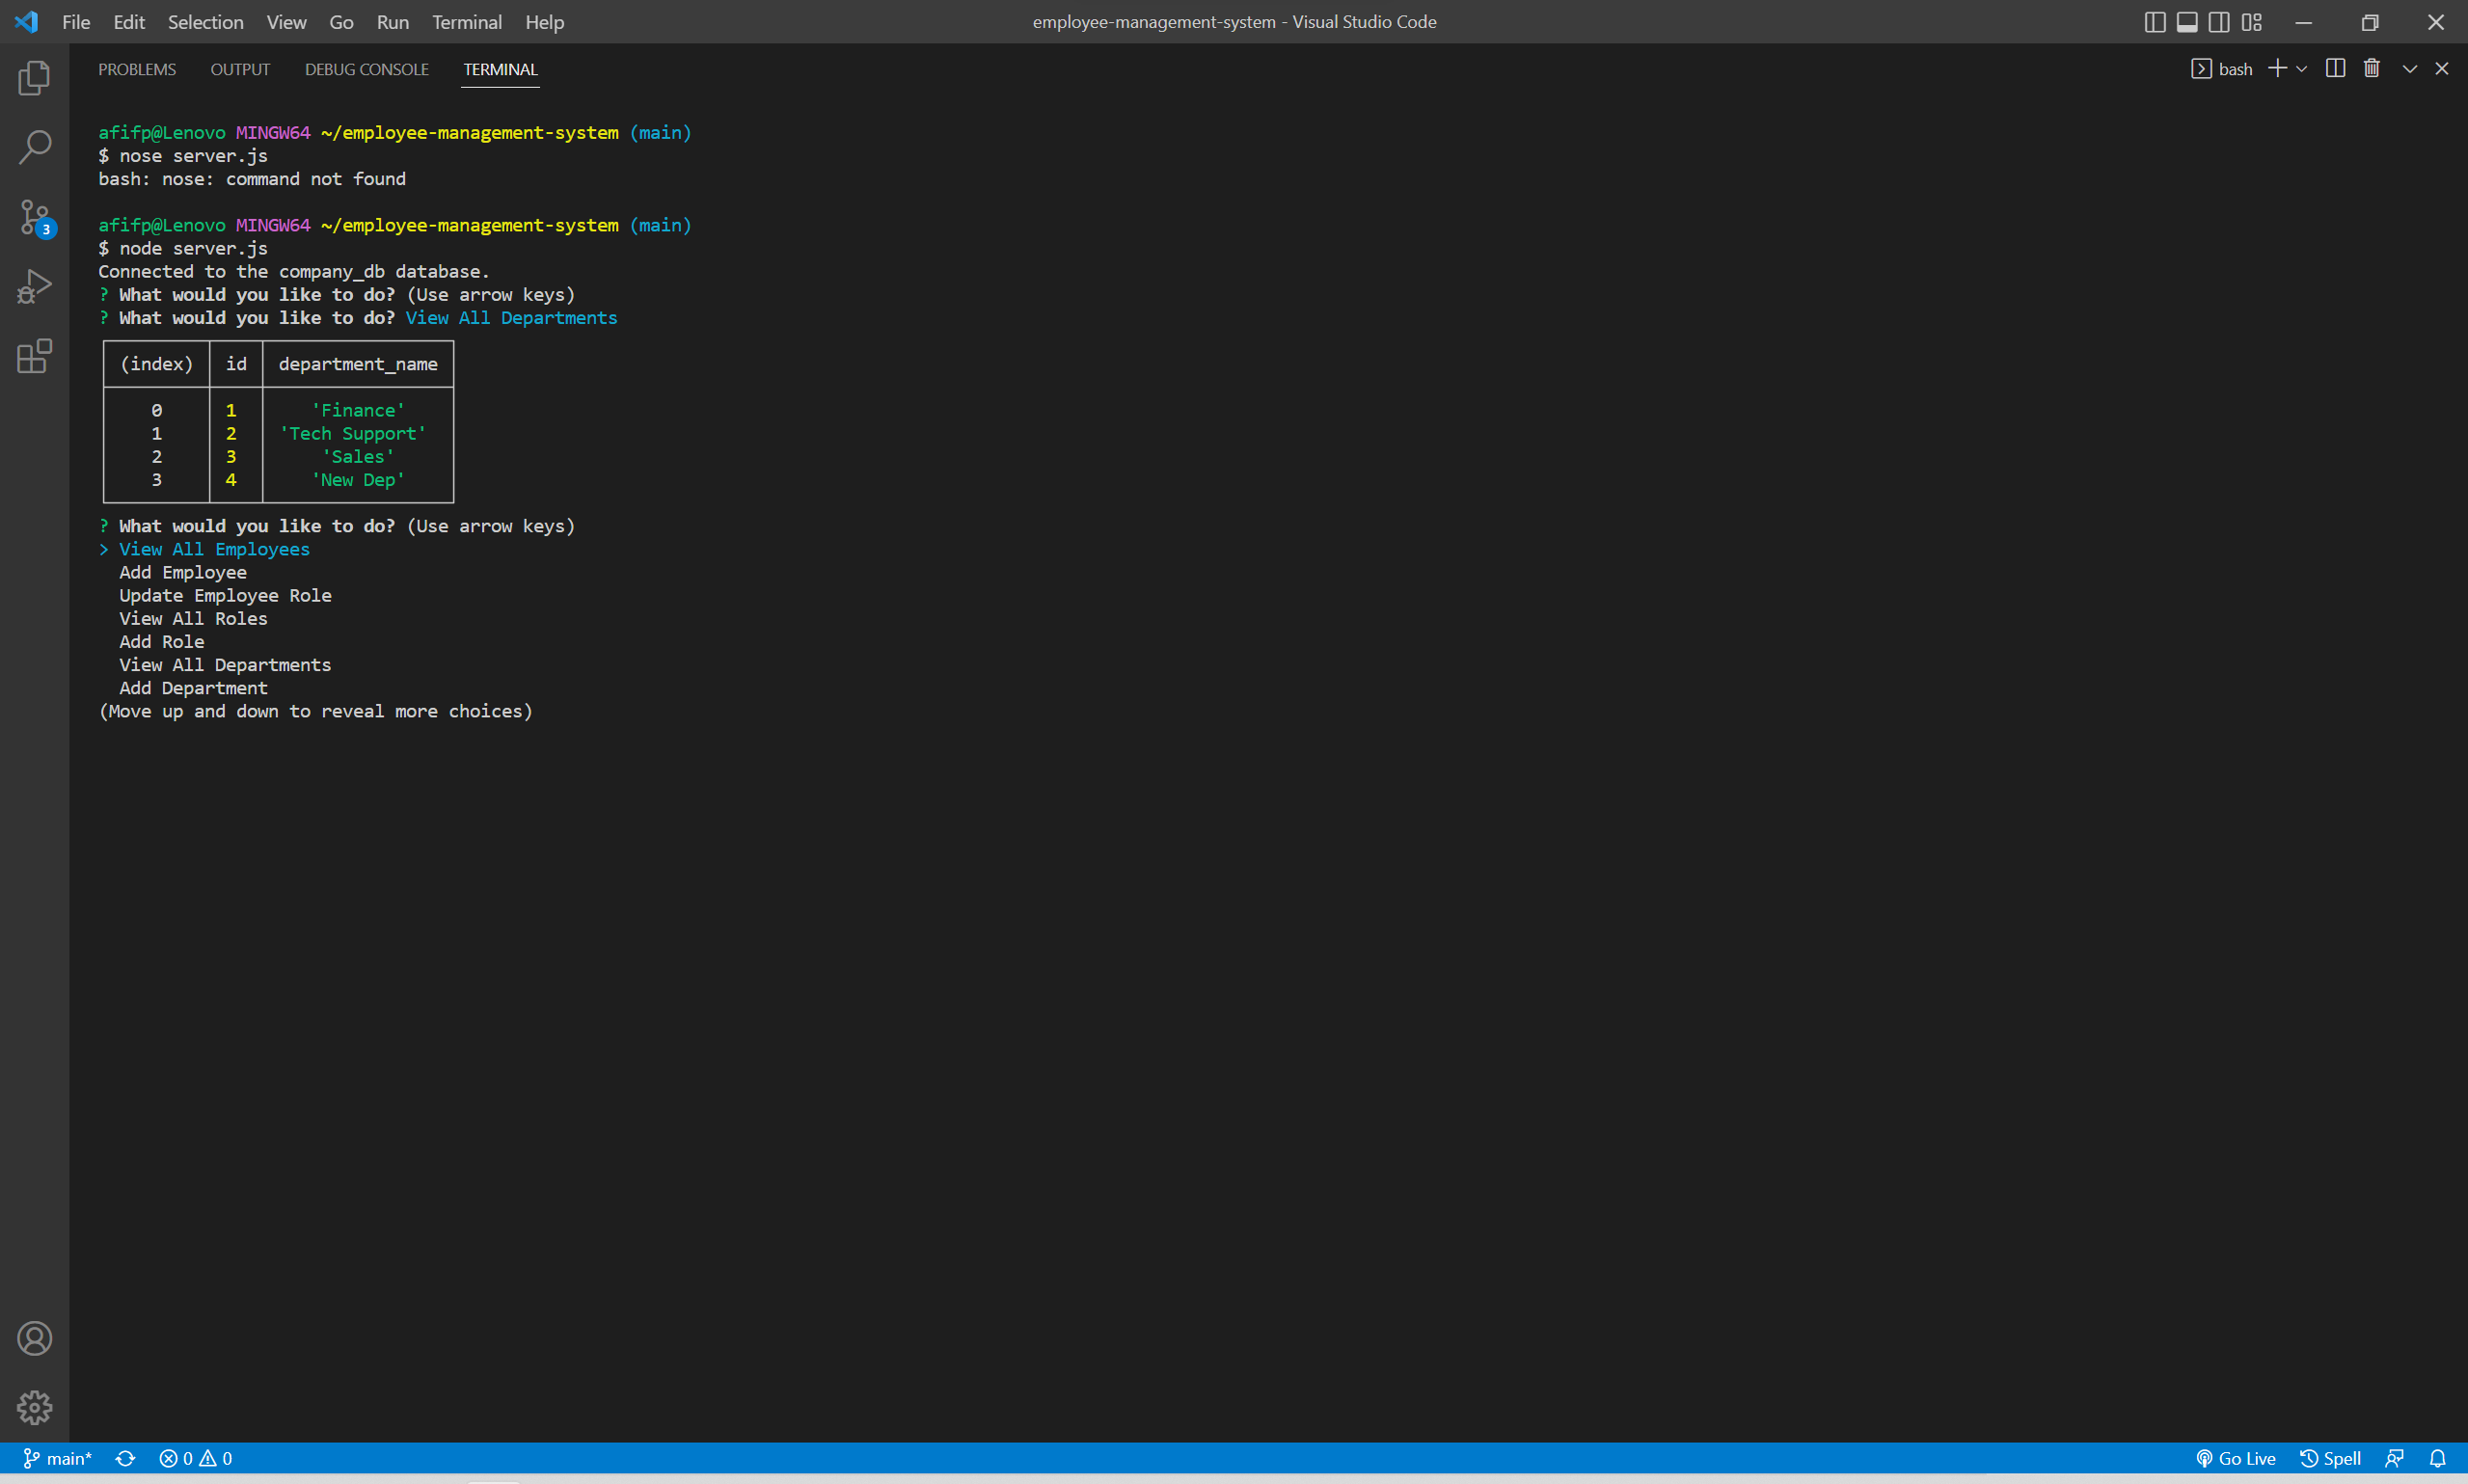 File Edit Selection View Go Run Terminal Help employee-management-system - Visual Studio Code
PROBLEMS OUTPUT DEBUG CONSOLE TERMINAL bash
afifp@Lenovo MINGW64 ~/employee-management-system (main)
$ nose server.js
bash: nose: command not found
afifp@Lenovo MINGW64 ~/employee-management-system (main)
$ node server.js
Connected to the company_db database.
? What would you like to do? (Use arrow keys)
? What would you like to do? View All Departments
(index) id department_name
0 1 'Finance'
1 2 'Tech Support'
2 3 'Sales'
3 4 'New Dep'
? What would you like to do? (Use arrow keys)
> View All Employees
Add Employee
Update Employee Role
View All Roles
Add Role
View All Departments
Add Department
(Move up and down to reveal more choices)
3
main* 0 0 Go Live Spell